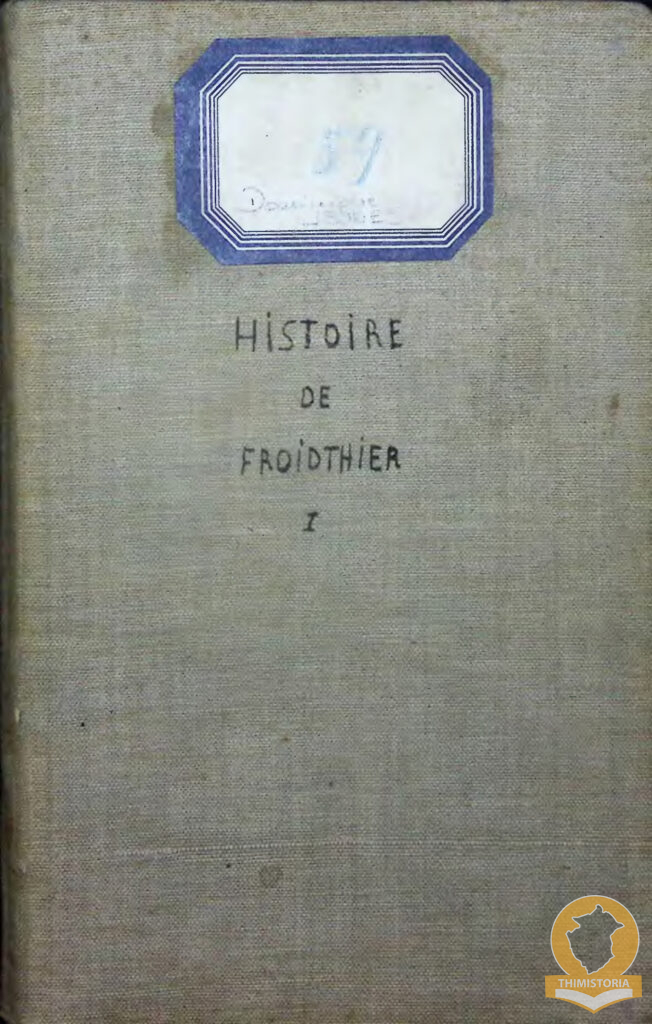 59
HiSTOiRE
DE
FROiDTHiER
I
THIMISTORIA